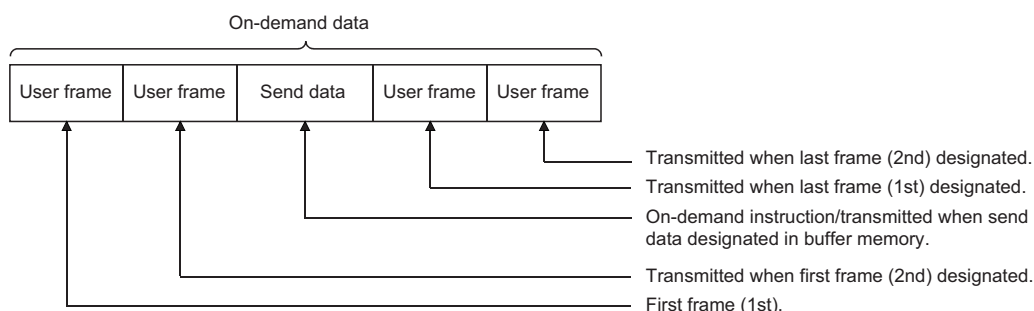 On-demand data
User frame User frame Send data User frame User frame
Transmitted when last frame (2nd) designated.
Transmitted when last frame (1st) designated.
On-demand instruction/transmitted when send
data designated in buffer memory.
Transmitted when first frame (2nd) designated.
First frame (1st).